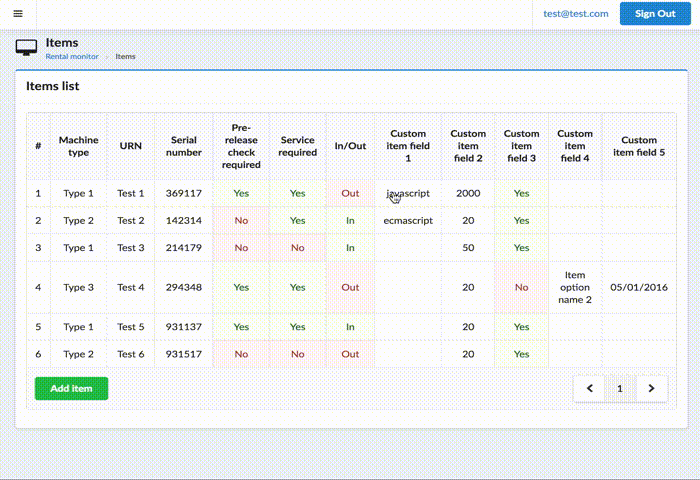 test@test.com Sign Out
Items
Rental monitor Items
Items list
# Machine type URN Serial number Pre-release check required Service required In/Out Custom item field 1 Custom item field 2 Custom item field 3 Custom item field 4 Custom item field 5
1 Type 1 Test 1 369117 Yes Yes Out javascript 2000 Yes
2 Type 2 Test 2 142314 No Yes In ecmascript 20 Yes
3 Type 1 Test 3 214179 No No In 50 Yes
4 Type 3 Test 4 294348 Yes Yes Out 20 No Item option name 2 05/01/2016
5 Type 1 Test 5 931137 Yes Yes In 20 Yes
6 Type 2 Test 6 931517 No No Out 20 Yes
Add item 1